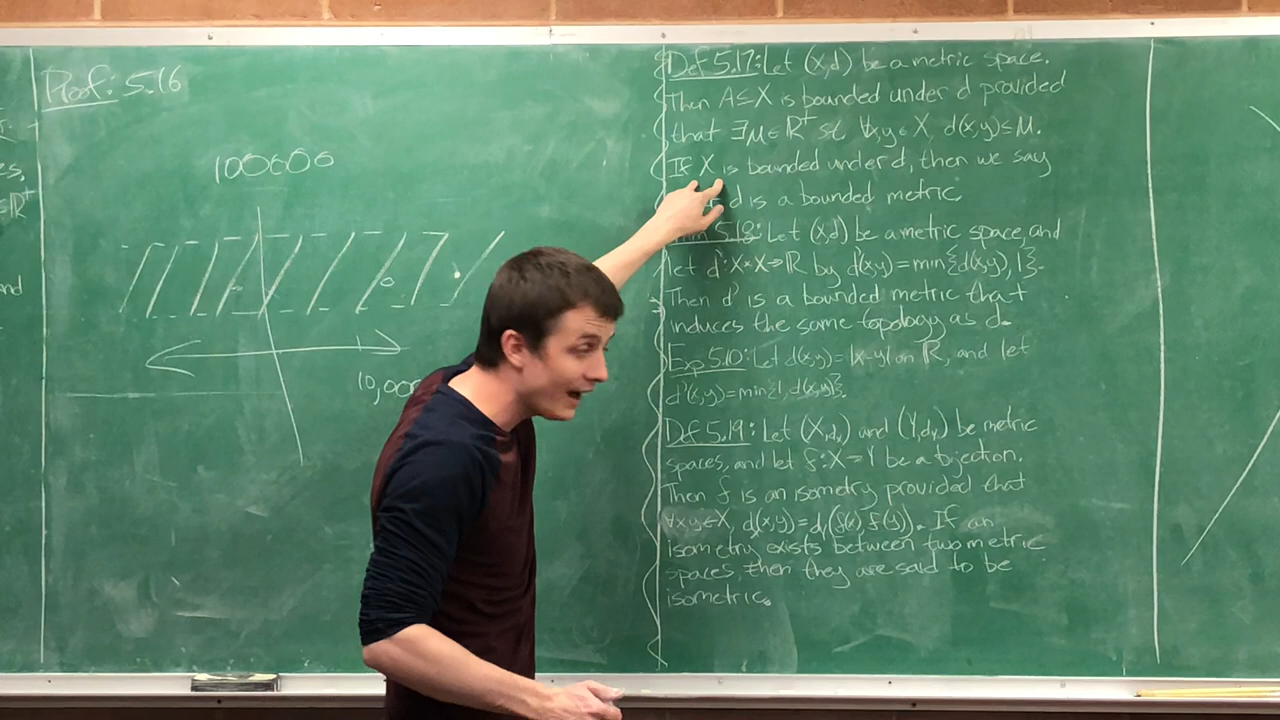 Proof: 5.16
100000
10,000
s,
∈ℝ⁺
nd
Def 5.17: Let (X,d) be a metric space.
Then A⊆X is bounded under d provided
that ∃M∈ℝ⁺ st. ∀x,y∈X, d(x,y)≤M.
If X is bounded under d, then we say
d is a bounded metric.
5.18: Let (X,d) be a metric space, and
let d': X×X→ℝ by d'(x,y)=min{d(x,y),1}.
Then d' is a bounded metric that
induces the same topology as d.
Exp 5.10: Let d(x,y)=|x-y| on ℝ, and let
d'(x,y)=min{1,d(x,y)}.
Def 5.19: Let (X,dₓ) and (Y,dᵧ) be metric
spaces, and let f:X→Y be a bijection.
Then f is an isometry provided that
∀x,y∈X, dₓ(x,y)=dᵧ(f(x),f(y)). If an
isometry exists between two metric
spaces, then they are said to be
isometric.